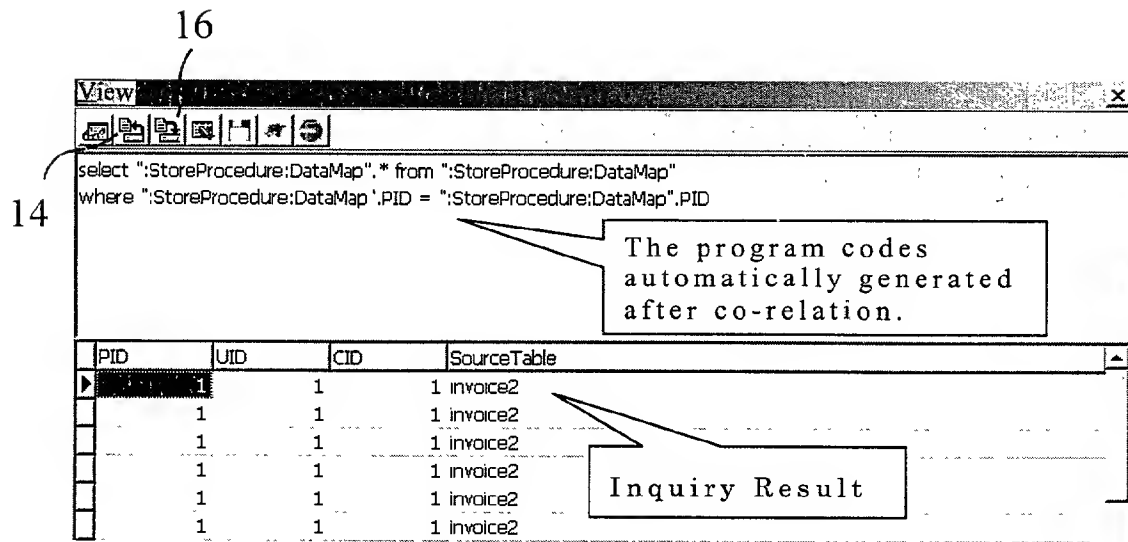 16
View
14
select ":StoreProcedure:DataMap".* from ":StoreProcedure:DataMap"
where ":StoreProcedure:DataMap '.PID = ":StoreProcedure:DataMap".PID
The program codes
automatically generated
after co-relation.
PID UID CID SourceTable
1 1 1 invoice2
1 1 1 invoice2
1 1 1 invoice2
1 1 1 invoice2
1 1 1 invoice2
1 1 1 invoice2
Inquiry Result